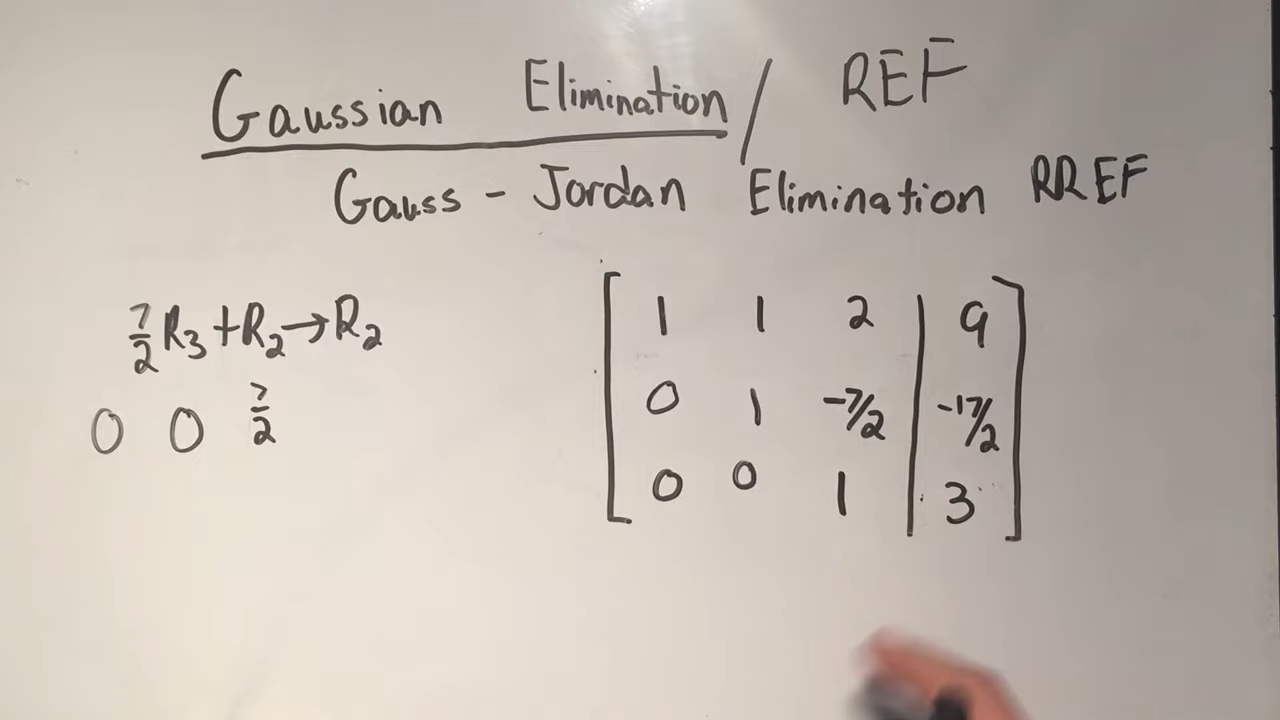 Gaussian Elimination / REF
Gauss - Jordan Elimination RREF
7/2 R3 + R2 → R2
0 0 7/2
1 1 2 | 9
0 1 -7/2 | -17/2
0 0 1 | 3